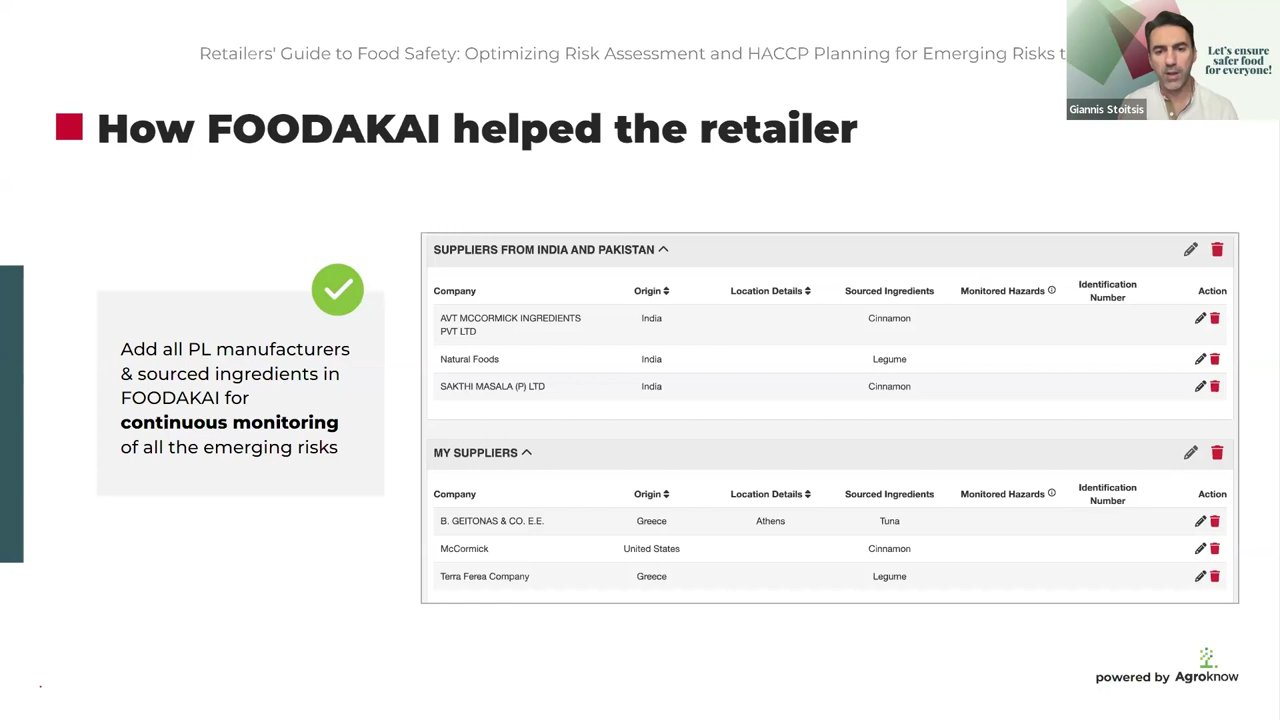 Retailers' Guide to Food Safety: Optimizing Risk Assessment and HACCP Planning for Emerging Risks t
Let's ensure
safer food
for everyone!
Giannis Stoitsis
How FOODAKAI helped the retailer
Add all PL manufacturers
& sourced ingredients in
FOODAKAI for
continuous monitoring
of all the emerging risks
SUPPLIERS FROM INDIA AND PAKISTAN
Company Origin Location Details Sourced Ingredients Monitored Hazards Identification Number Action
AVT MCCORMICK INGREDIENTS PVT LTD India Cinnamon
Natural Foods India Legume
SAKTHI MASALA (P) LTD India Cinnamon
MY SUPPLIERS
Company Origin Location Details Sourced Ingredients Monitored Hazards Identification Number Action
B. GEITONAS & CO. E.E. Greece Athens Tuna
McCormick United States Cinnamon
Terra Ferea Company Greece Legume
powered by Agroknow